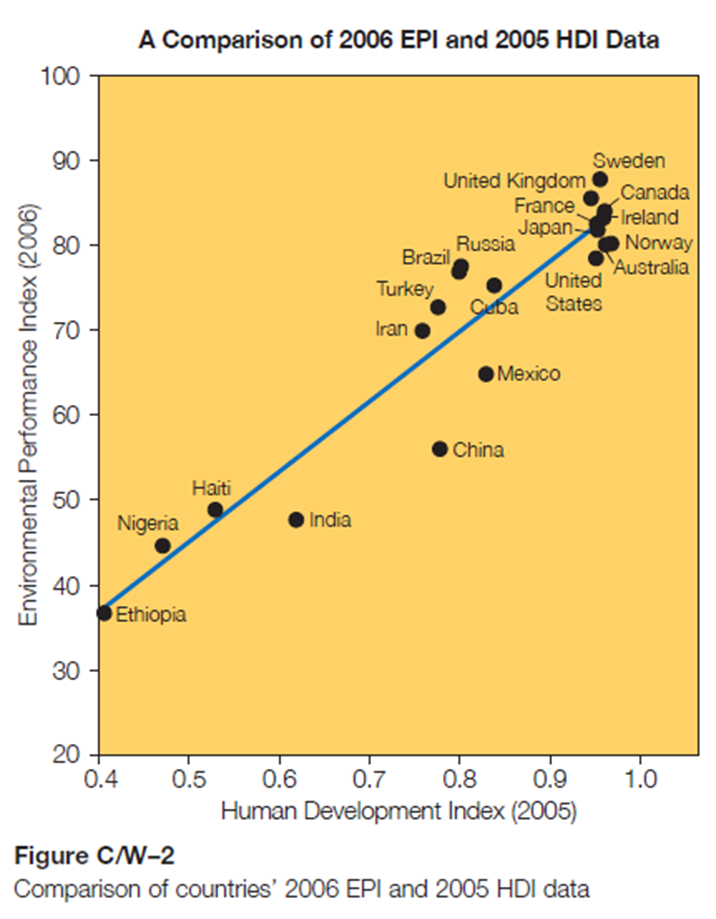 A Comparison of 2006 EPI and 2005 HDI Data
Environmental Performance Index (2006)
100
90
80
70
60
50
40
30
20
Sweden
United Kingdom
Canada
France
Ireland
Japan
Norway
Australia
United
States
Russia
Brazil
Turkey
Cuba
Iran
Mexico
China
Haiti
India
Nigeria
Ethiopia
0.4 0.5 0.6 0.7 0.8 0.9 1.0
Human Development Index (2005)
Figure C/W–2
Comparison of countries’ 2006 EPI and 2005 HDI data